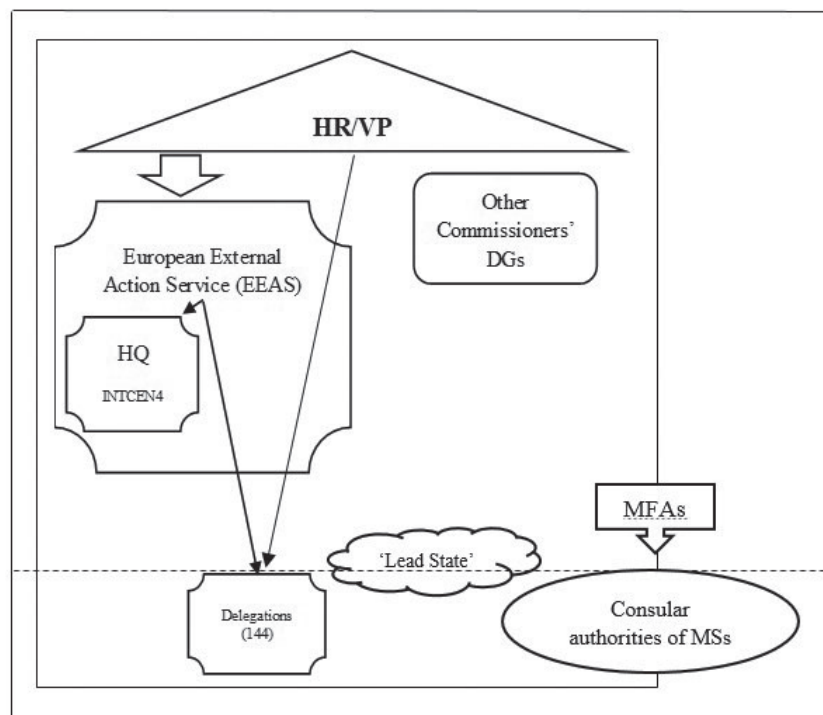 HR/VP
Other
Commissioners'
DGs
European External
Action Service (EEAS)
HQ
INTCEN4
MFAs
'Lead State'
Delegations
(144)
Consular
authorities of MSs